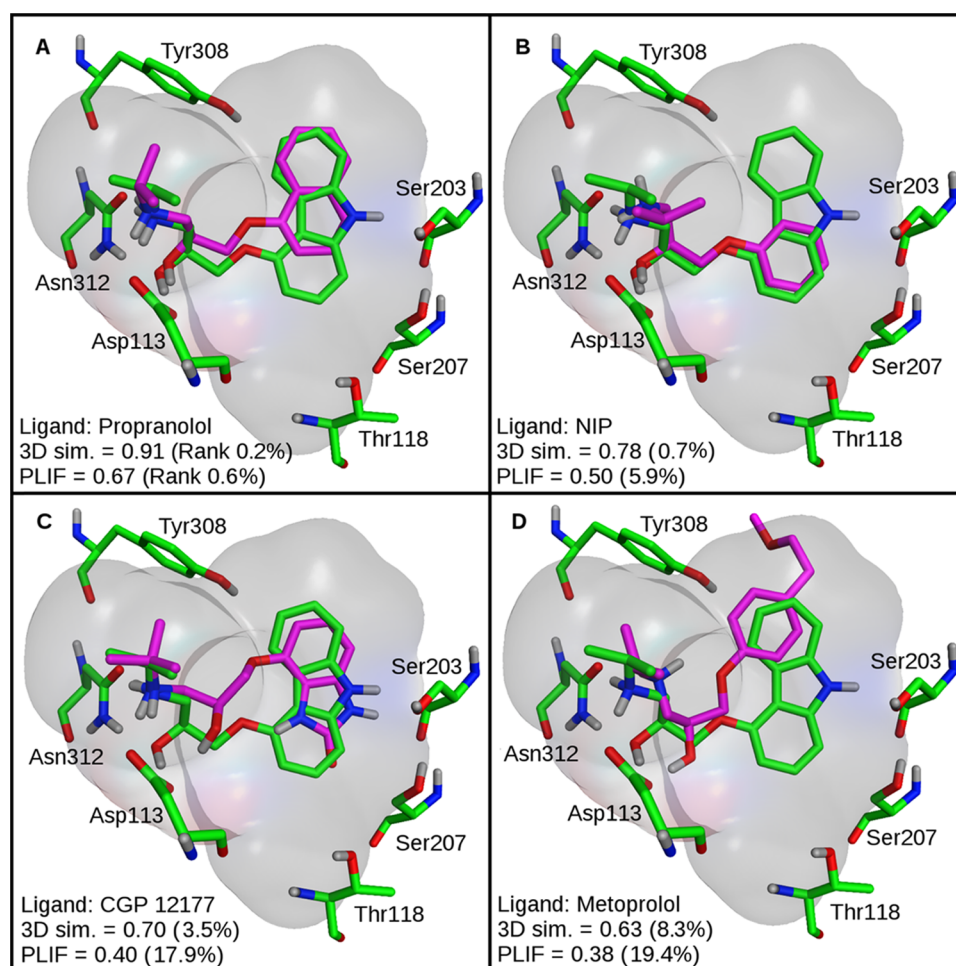 A
Tyr308
Ser203
Asn312
Asp113
Ser207
Thr118
Ligand: Propranolol
3D sim. = 0.91 (Rank 0.2%)
PLIF = 0.67 (Rank 0.6%)
B
Tyr308
Ser203
Asn312
Asp113
Ser207
Thr118
Ligand: NIP
3D sim. = 0.78 (0.7%)
PLIF = 0.50 (5.9%)
C
Tyr308
Ser203
Asn312
Asp113
Ser207
Thr118
Ligand: CGP 12177
3D sim. = 0.70 (3.5%)
PLIF = 0.40 (17.9%)
D
Tyr308
Ser203
Asn312
Asp113
Ser207
Thr118
Ligand: Metoprolol
3D sim. = 0.63 (8.3%)
PLIF = 0.38 (19.4%)